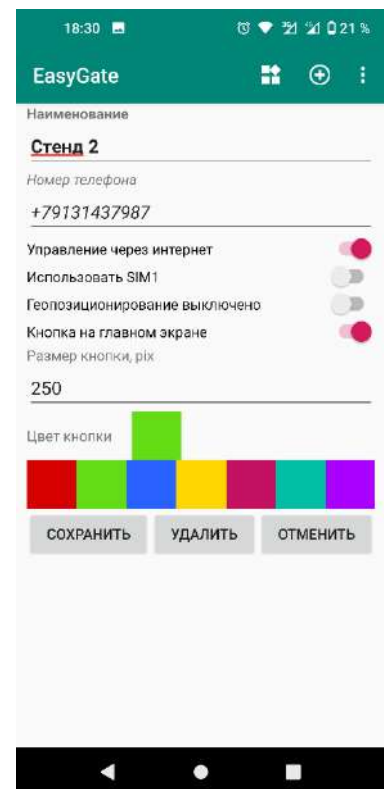 18:30 21 %
EasyGate
Наименование
Стенд 2
Номер телефона
+79131437987
Управление через интернет
Использовать SIM1
Геопозиционирование выключено
Кнопка на главном экране
Размер кнопки, pix
250
Цвет кнопки
СОХРАНИТЬ УДАЛИТЬ ОТМЕНИТЬ